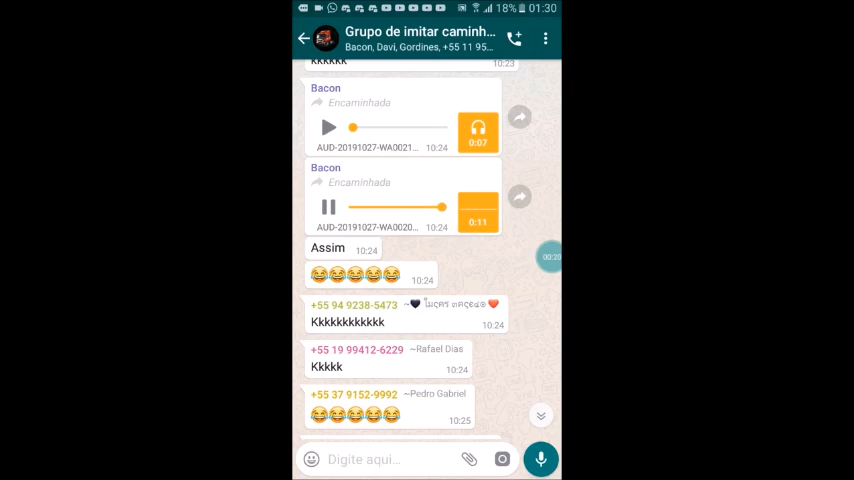 18% 01:30
Grupo de imitar caminh...
Bacon, Davi, Gordines, +55 11 95...
kkkkkk 10:23
Bacon
Encaminhada
0:07
AUD-20191027-WA0021... 10:24
Bacon
Encaminhada
0:11
AUD-20191027-WA0020... 10:24
Assim 10:24
00:20
😂😂😂😂😂 10:24
+55 94 9238-5473
Kkkkkkkkkkkk
10:24
+55 19 99412-6229 ~Rafael Dias
Kkkkk
10:24
+55 37 9152-9992 ~Pedro Gabriel
😂😂😂😂😂
10:25
Digite aqui...